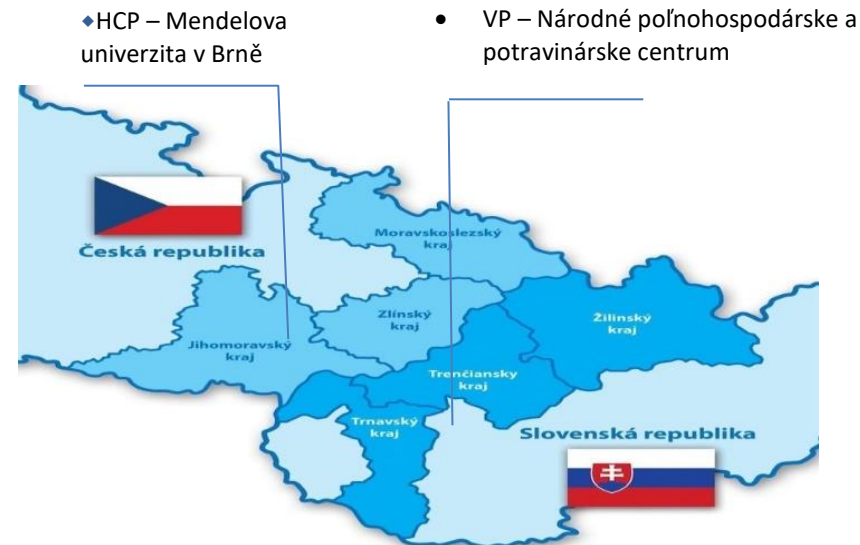 ◆HCP – Mendelova
univerzita v Brně
• VP – Národné poľnohospodárske a
potravinárske centrum
Česká republika
Moravskoslezský
kraj
Zlínský
kraj
Jihomoravský
kraj
Žilinský
kraj
Trenčiansky
kraj
Trnavský
kraj
Slovenská republika